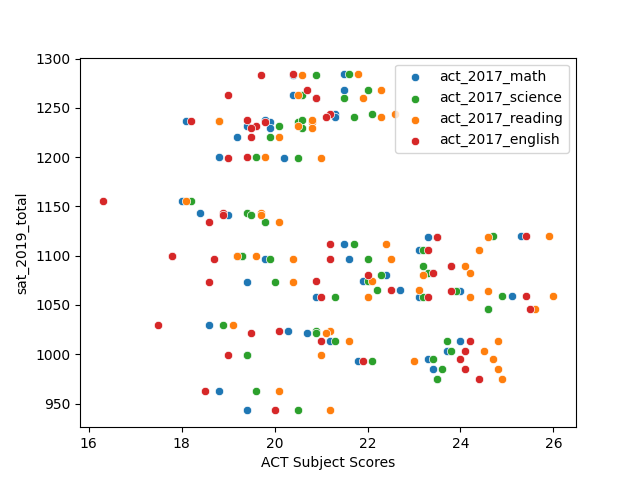 1300
1250
1200
1150
1100
1050
1000
950
sat_2019_total
16
18
20
22
24
26
ACT Subject Scores
act_2017_math
act_2017_science
act_2017_reading
act_2017_english